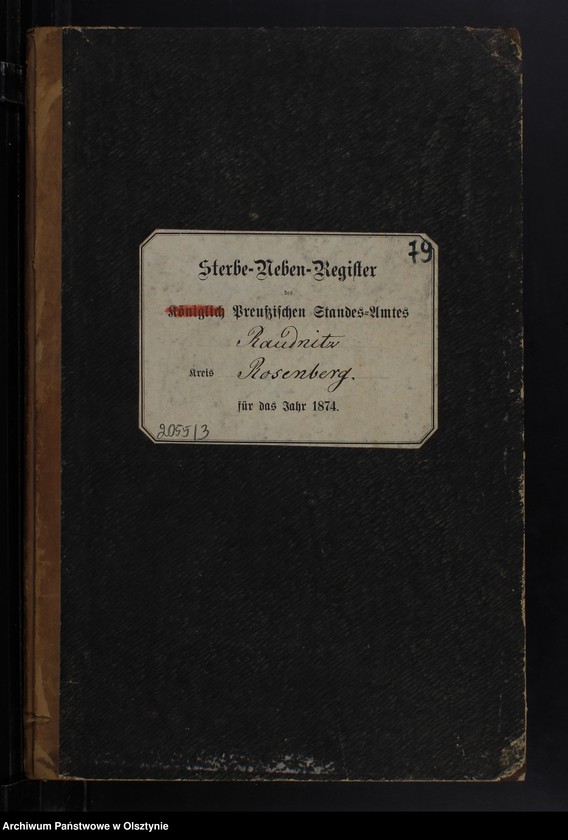 79
Sterbe-Neben-Register
des
Königlich Preußischen Standes-Amtes
Raudnitz
Kreis Rosenberg.
für das Jahr 1874.
2055/3
Archiwum Państwowe w Olsztynie